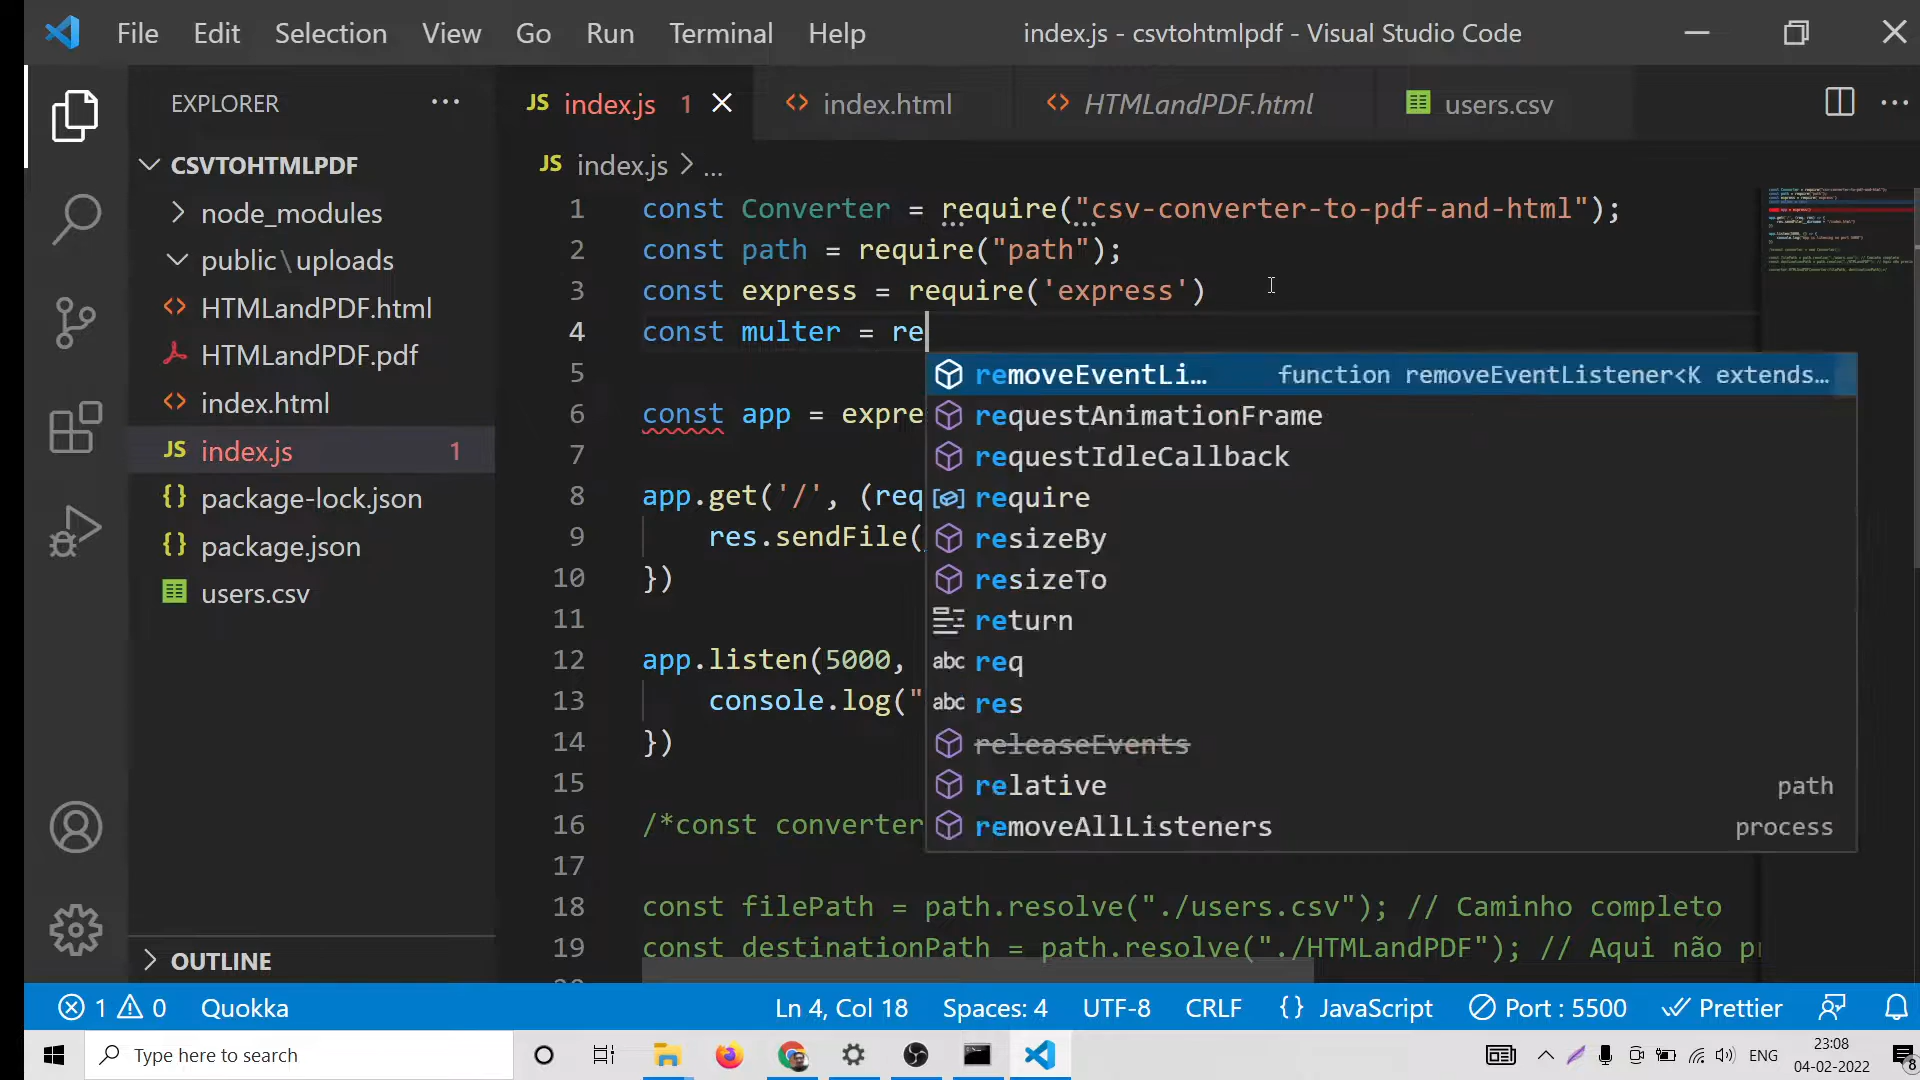 File Edit Selection View Go Run Terminal Help index.js - csvtohtmlpdf - Visual Studio Code
EXPLORER ...
JS index.js 1
index.html
HTMLandPDF.html
users.csv
CSVTOHTMLPDF
node_modules
public\uploads
HTMLandPDF.html
HTMLandPDF.pdf
index.html
JS index.js 1
package-lock.json
package.json
users.csv
OUTLINE
JS index.js > ...
1 const Converter = require("csv-converter-to-pdf-and-html");
2 const path = require("path");
3 const express = require('express')
4 const multer = re
5
6 const app = expre
7
8 app.get('/', (req
9 res.sendFile(
10 })
11
12 app.listen(5000,
13 console.log("
14 })
15
16 /*const converter
17
18 const filePath = path.resolve("./users.csv"); // Caminho completo
19 const destinationPath = path.resolve("./HTMLandPDF"); // Aqui não
removeEventLi... function removeEventListener<K extends...
requestAnimationFrame
requestIdleCallback
require
resizeBy
resizeTo
return
abc req
abc res
releaseEvents
relative path
removeAllListeners process
1 0 Quokka Ln 4, Col 18 Spaces: 4 UTF-8 CRLF {} JavaScript Port : 5500 Prettier
Type here to search
ENG
23:08
04-02-2022
8